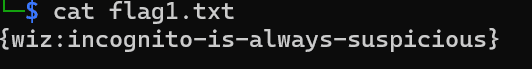 └─$ cat flag1.txt
{wiz:incognito-is-always-suspicious}